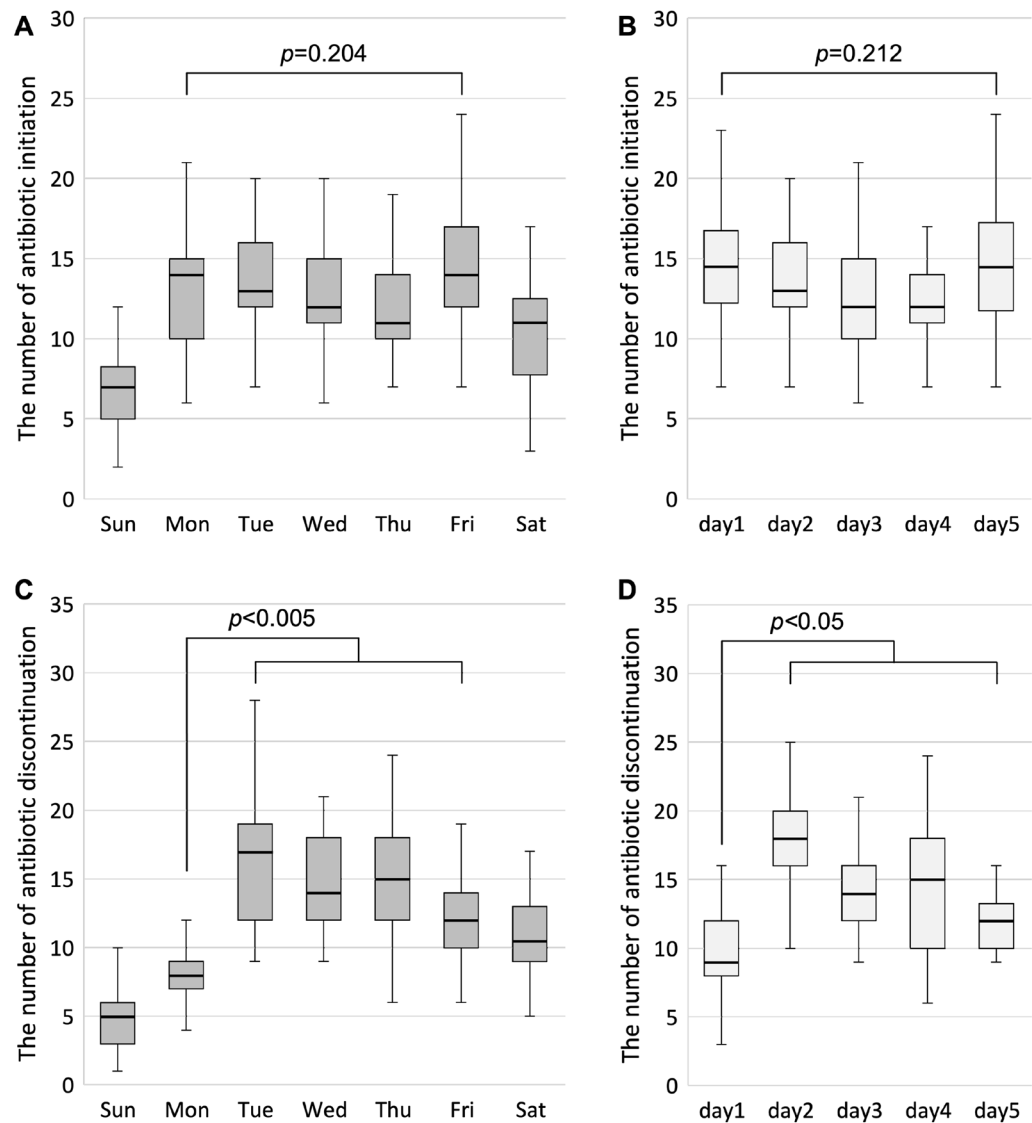 A
The number of antibiotic initiation
30
25
20
15
10
5
0
p=0.204
Sun Mon Tue Wed Thu Fri Sat
B
The number of antibiotic initiation
30
25
20
15
10
5
0
p=0.212
day1 day2 day3 day4 day5
C
The number of antibiotic discontinuation
35
30
25
20
15
10
5
0
p<0.005
Sun Mon Tue Wed Thu Fri Sat
D
The number of antibiotic discontinuation
35
30
25
20
15
10
5
0
p<0.05
day1 day2 day3 day4 day5